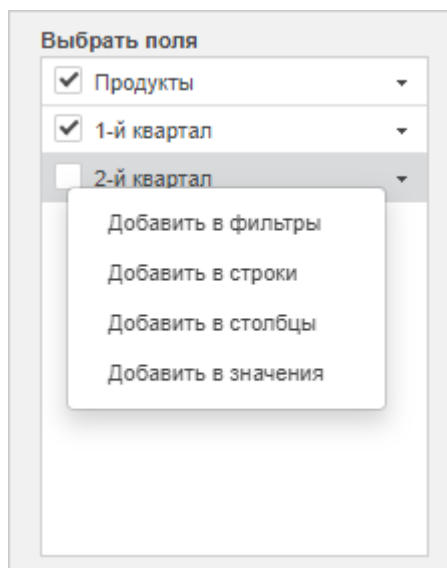 Выбрать поля
Продукты
1-й квартал
2-й квартал
Добавить в фильтры
Добавить в строки
Добавить в столбцы
Добавить в значения